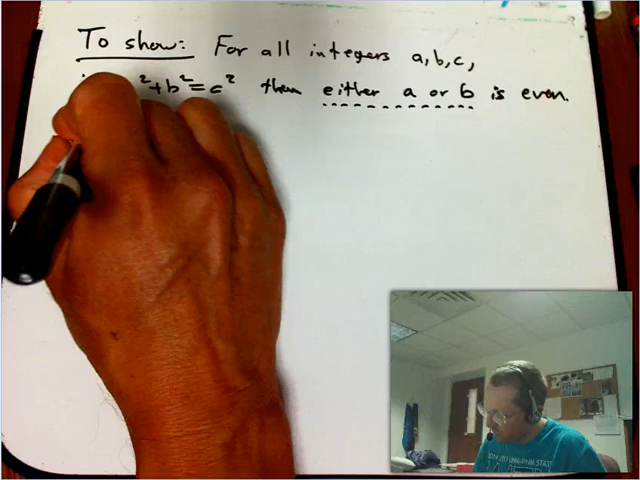 To show: For all integers a, b, c,
²+b²=c² then either a or b is even.